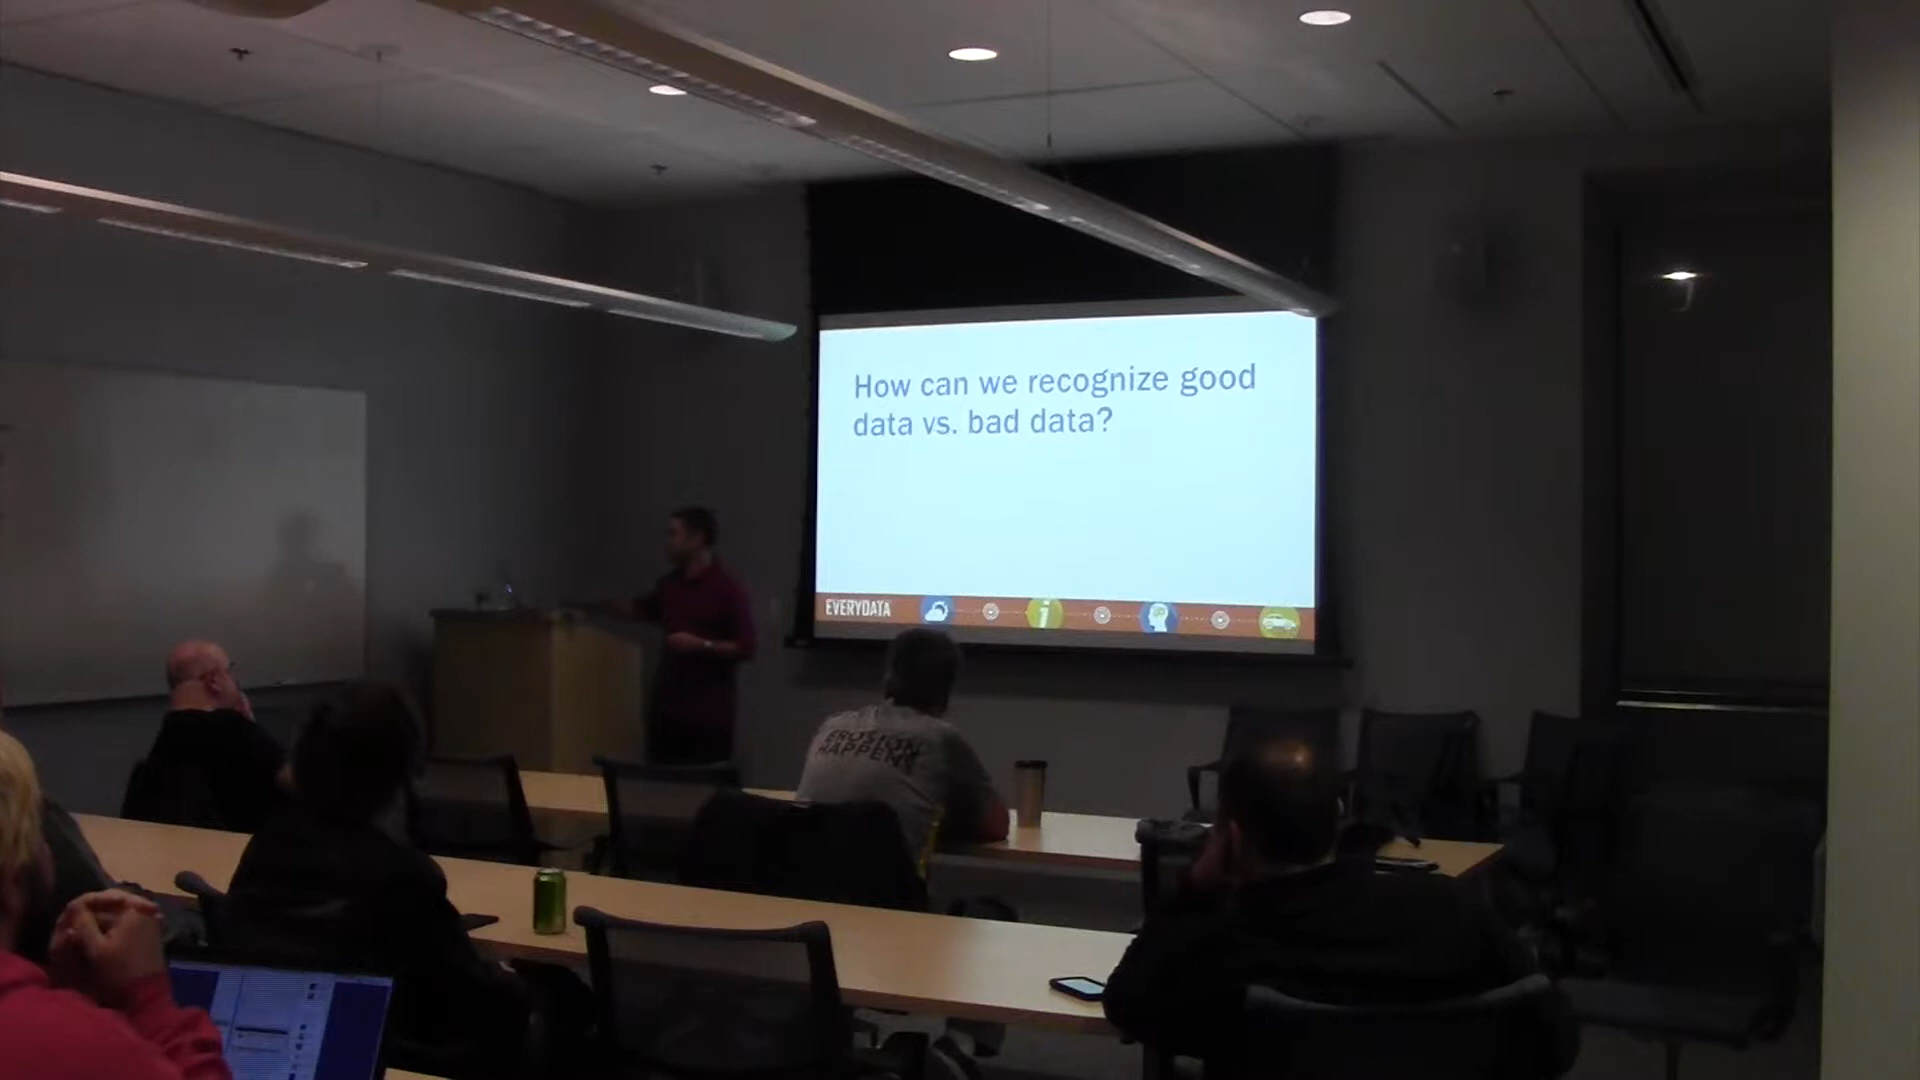 How can we recognize good
data vs. bad data?
EVERYDATA
EROSION
HAPPENS